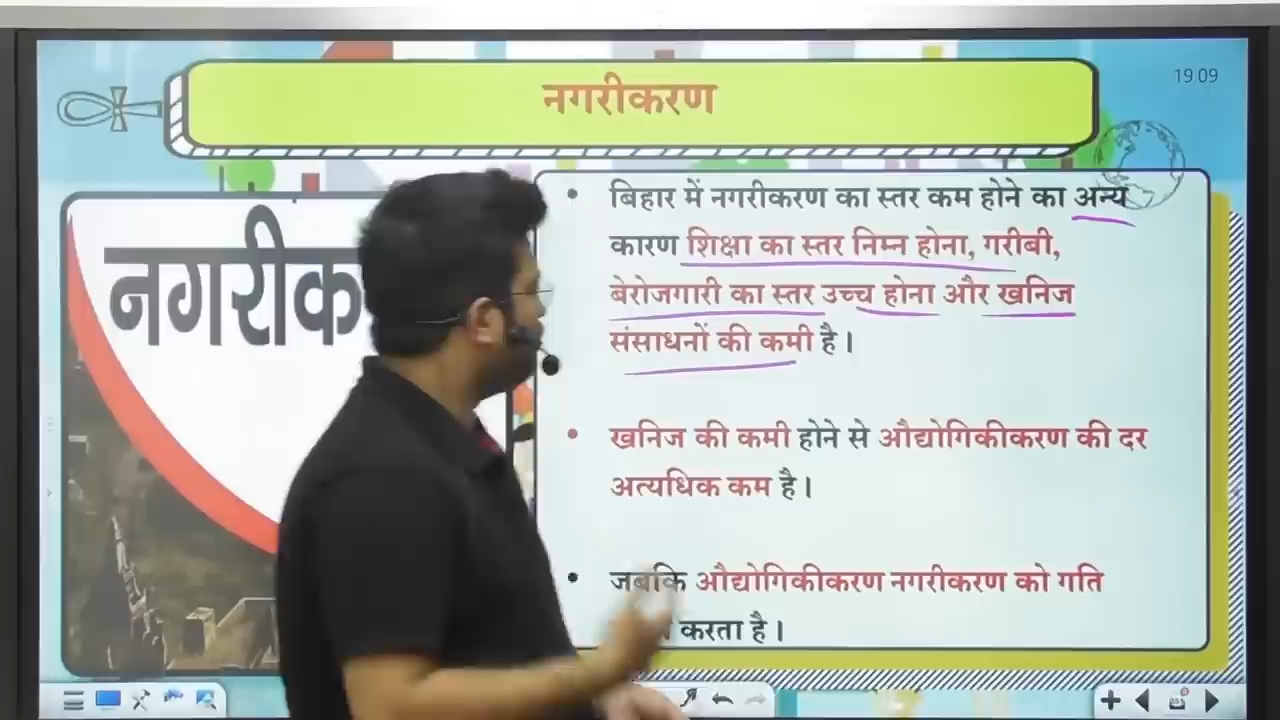 नगरीकरण
19 09
नगरीक
• बिहार में नगरीकरण का स्तर कम होने का अन्य
कारण शिक्षा का स्तर निम्न होना, गरीबी,
बेरोजगारी का स्तर उच्च होना और खनिज
संसाधनों की कमी है।
• खनिज की कमी होने से औद्योगिकीकरण की दर
अत्यधिक कम है।
• जबकि औद्योगिकीकरण नगरीकरण को गति
करता है।